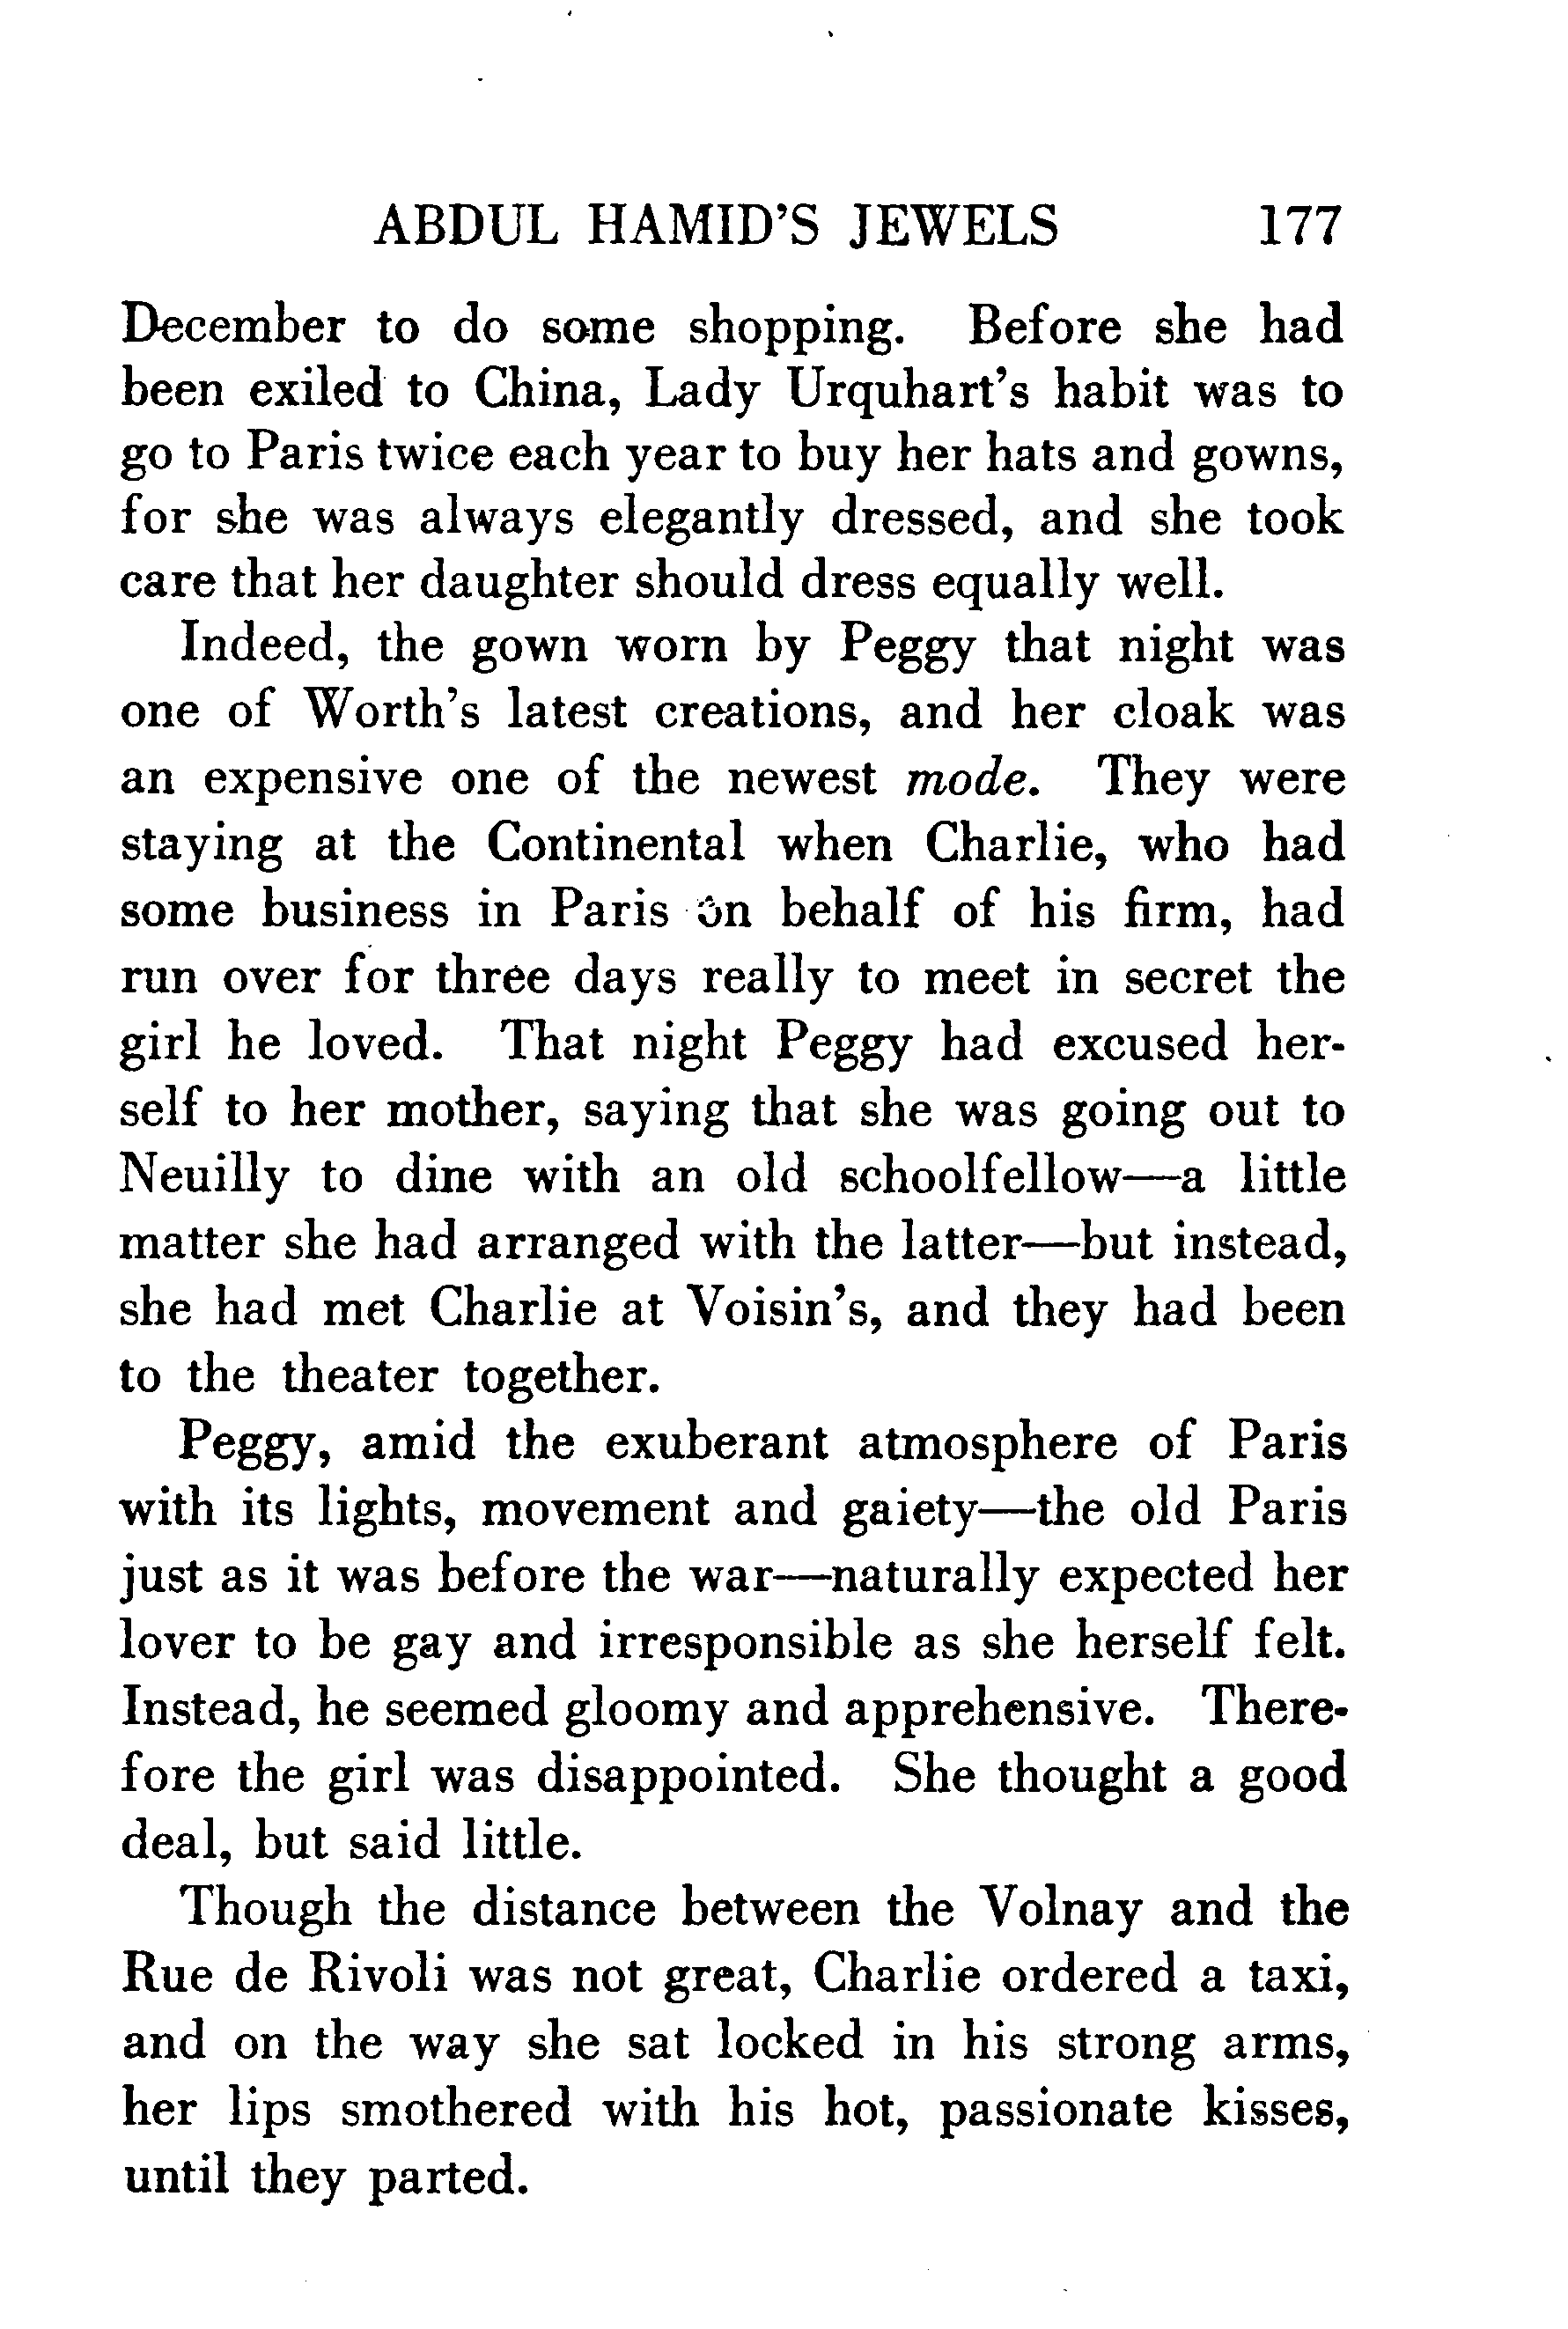 ABDUL HAMID'S JEWELS 177
December to do some shopping. Before she had
been exiled to China, Lady Urquhart's habit was to
go to Paris twice each year to buy her hats and gowns,
for she was always elegantly dressed, and she took
care that her daughter should dress equally well.
Indeed, the gown worn by Peggy that night was
one of Worth's latest creations, and her cloak was
an expensive one of the newest mode. They were
staying at the Continental when Charlie, who had
some business in Paris on behalf of his firm, had
run over for three days really to meet in secret the
girl he loved. That night Peggy had excused her-
self to her mother, saying that she was going out to
Neuilly to dine with an old schoolfellow—a little
matter she had arranged with the latter—but instead,
she had met Charlie at Voisin's, and they had been
to the theater together.
Peggy, amid the exuberant atmosphere of Paris
with its lights, movement and gaiety—the old Paris
just as it was before the war—naturally expected her
lover to be gay and irresponsible as she herself felt.
Instead, he seemed gloomy and apprehensive. There-
fore the girl was disappointed. She thought a good
deal, but said little.
Though the distance between the Volnay and the
Rue de Rivoli was not great, Charlie ordered a taxi,
and on the way she sat locked in his strong arms,
her lips smothered with his hot, passionate kisses,
until they parted.